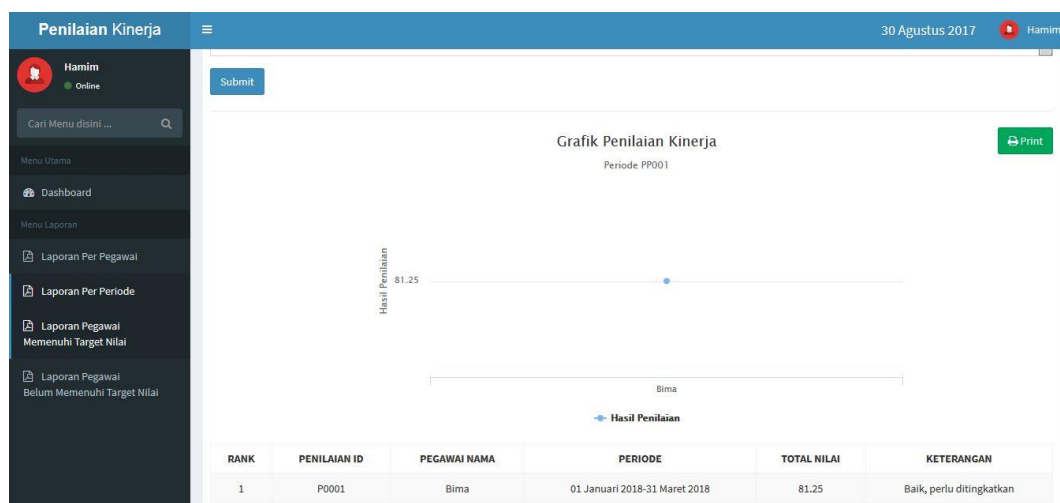 Penilaian Kinerja
30 Agustus 2017
Hamim
Hamim
Online
Cari Menu disini ...
Menu Utama
Dashboard
Menu Laporan
Laporan Per Pegawai
Laporan Per Periode
Laporan Pegawai
Memenuhi Target Nilai
Laporan Pegawai
Belum Memenuhi Target Nilai
Submit
Grafik Penilaian Kinerja
Print
Periode PP001
Hasil Penilaian
81.25
Bima
Hasil Penilaian
RANK PENILAIAN ID PEGAWAI NAMA PERIODE TOTAL NILAI KETERANGAN
1 P0001 Bima 01 Januari 2018-31 Maret 2018 81.25 Baik, perlu ditingkatkan